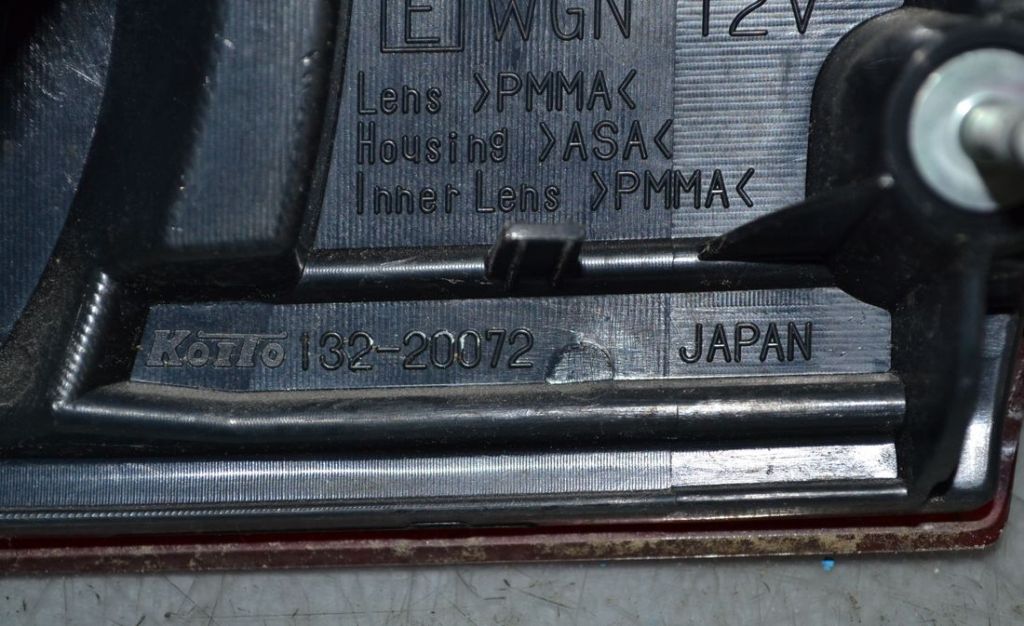 E WGN 12V
Lens >PMMA<
Housing >ASA<
Inner Lens >PMMA<
KOITO 132-20072 JAPAN